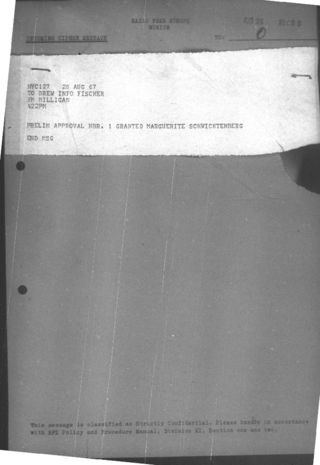 RADIO FREE EUROPE
MUNICH
INCOMING CIPHER MESSAGE TO:
NYC127 28 AUG 67
TO DREW INFO FISCHER
FM MILLIGAN
422PM
PRELIM APPROVAL NBR. 1 GRANTED MARGUERITE SCHWICHTENBERG
END MSG
This message is classified as Strictly Confidential. Please handle in accordance
with RFE Policy and Procedure Manual, Division XI, Section one and two.